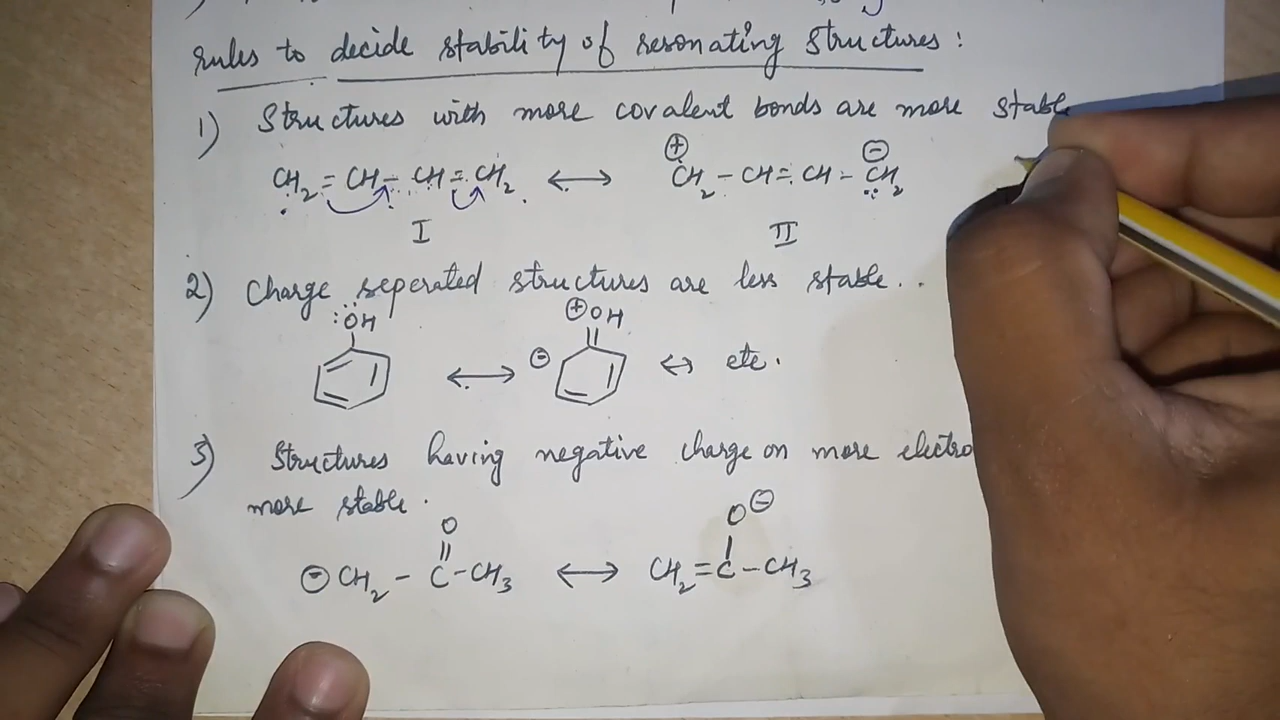 rules to decide stability of resonating structures :
1) Structures with more covalent bonds are more stable
CH₂ = CH - CH = CH₂ ↔ ⊕CH₂ - CH = CH - ⊖CH₂
I II
2) Charge seperated structures are less stable..
:ÖH ↔ ⊖ ⊕OH ↔ etc.
3) Structures having negative charge on more
more stable.
O O⊖
⊖CH₂ - C - CH₃ ↔ CH₂ = C - CH₃